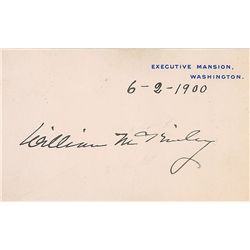 EXECUTIVE MANSION,
WASHINGTON.
6-2-1900
William McKinley